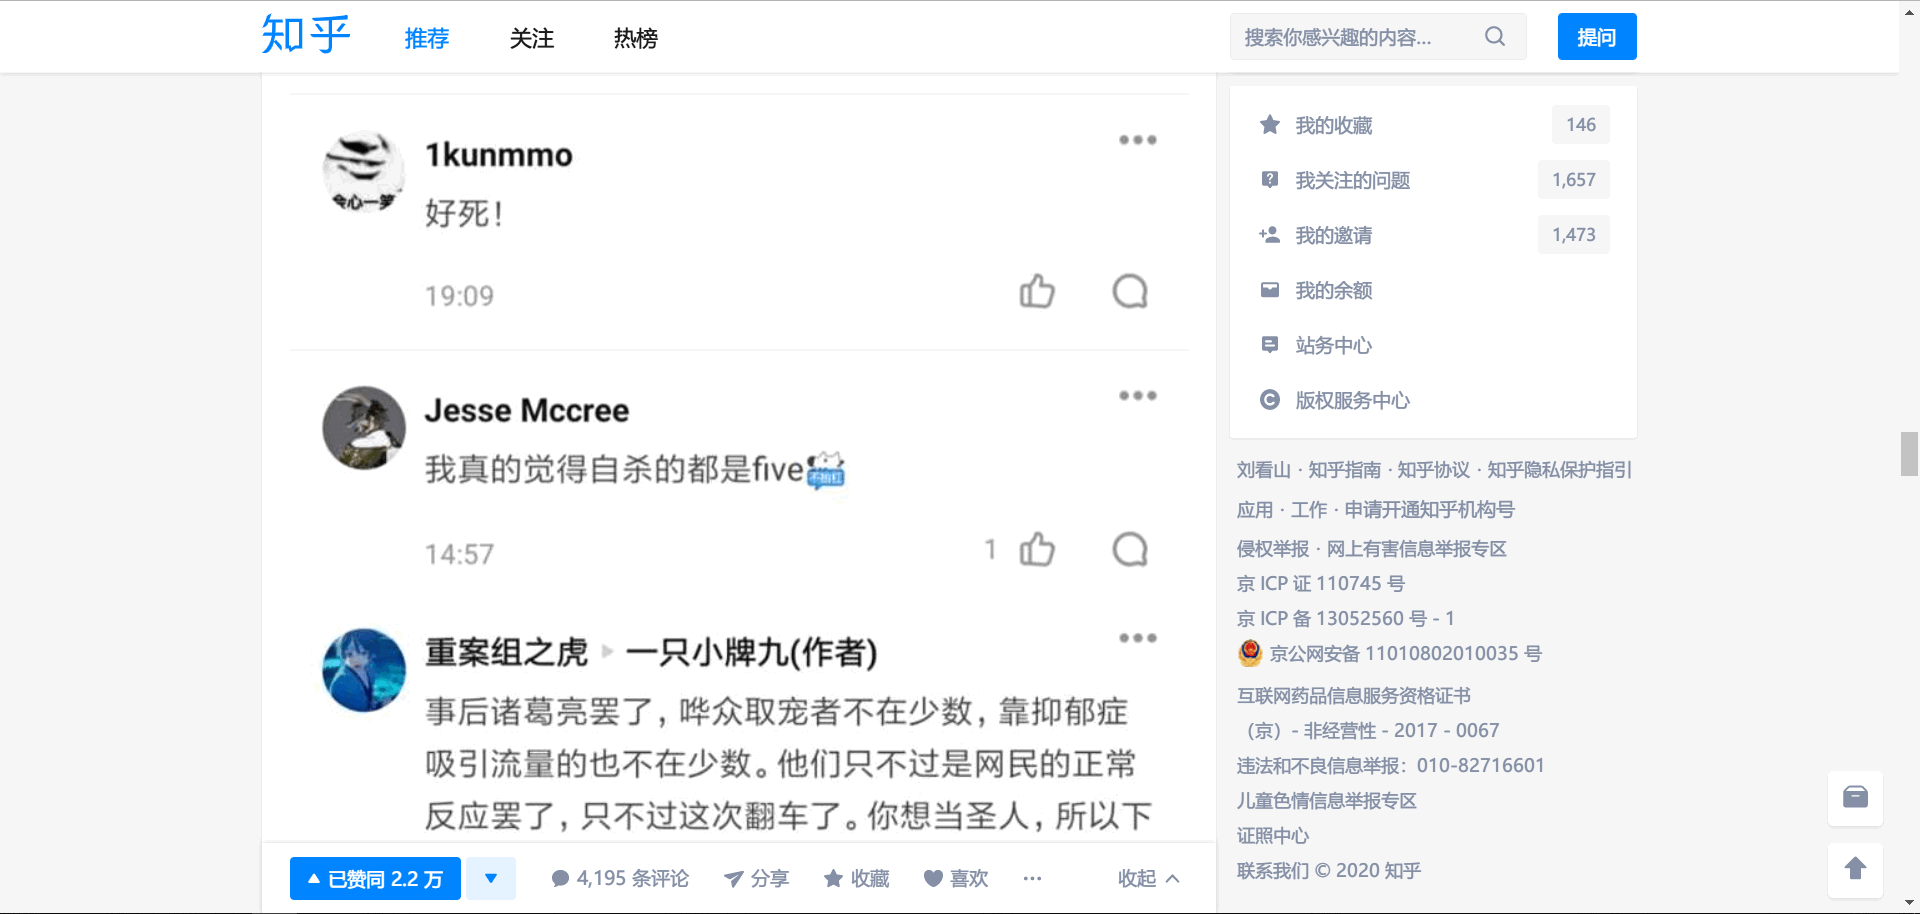 知乎
推荐
关注
热榜
搜索你感兴趣的内容...
提问
1kunmmo
令心一笑
好死！
19:09
Jesse Mccree
我真的觉得自杀的都是five
14:57
1
重案组之虎 一只小牌九(作者)
事后诸葛亮罢了，哗众取宠者不在少数，靠抑郁症
吸引流量的也不在少数。他们只不过是网民的正常
反应罢了，只不过这次翻车了。你想当圣人，所以下
已赞同 2.2 万
4,195 条评论
分享
收藏
喜欢
收起
我的收藏
146
我关注的问题
1,657
我的邀请
1,473
我的余额
站务中心
版权服务中心
刘看山 · 知乎指南 · 知乎协议 · 知乎隐私保护指引
应用 · 工作 · 申请开通知乎机构号
侵权举报 · 网上有害信息举报专区
京 ICP 证 110745 号
京 ICP 备 13052560 号 - 1
京公网安备 11010802010035 号
互联网药品信息服务资格证书
（京）- 非经营性 - 2017 - 0067
违法和不良信息举报：010-82716601
儿童色情信息举报专区
证照中心
联系我们 © 2020 知乎